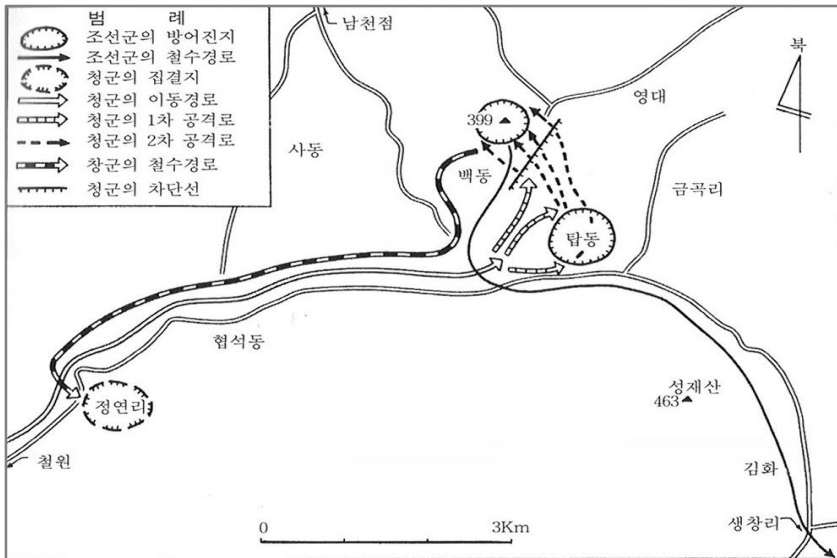 범 례
조선군의 방어진지
조선군의 철수경로
청군의 집결지
청군의 이동경로
청군의 1차 공격로
청군의 2차 공격로
창군의 철수경로
청군의 차단선
남천점
북
영대
399
사동
백동
금곡리
탑동
협석동
성재산
463
정연리
철원
김화
생창리
0 3Km